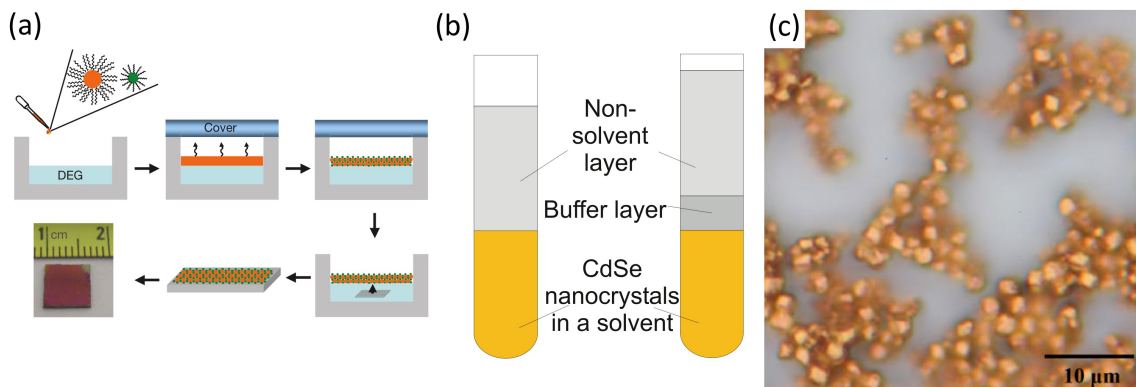 (a)
Cover
DEG
1 cm 2
(b)
Non-
solvent
layer
Buffer layer
CdSe
nanocrystals
in a solvent
(c)
10 μm